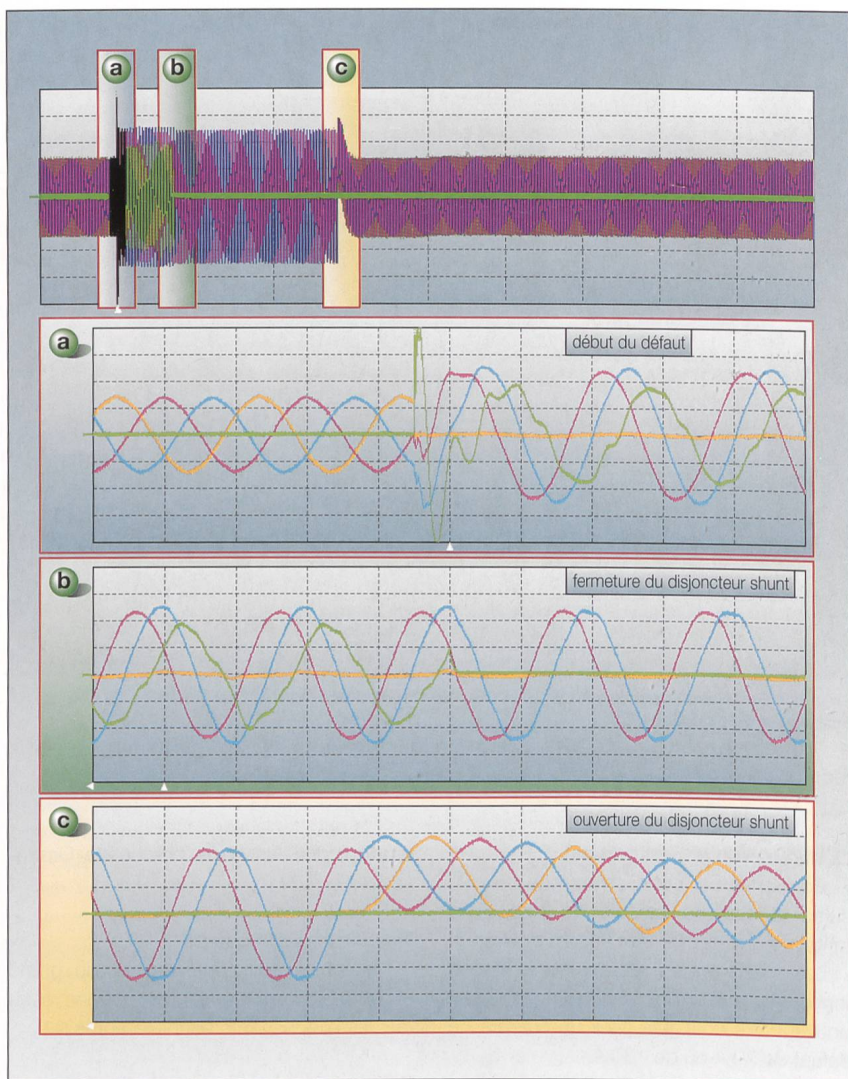 a
b
c
a
début du défaut
b
fermeture du disjoncteur shunt
c
ouverture du disjoncteur shunt